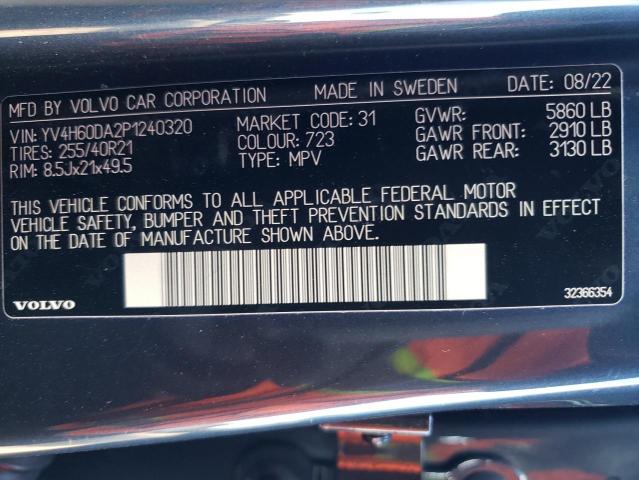 MFD BY VOLVO CAR CORPORATION MADE IN SWEDEN DATE: 08/22
VIN: YV4H60DA2P1240320 MARKET CODE: 31 GVWR: 5860 LB
TIRES: 255/40R21 COLOUR: 723 GAWR FRONT: 2910 LB
RIM: 8.5Jx21x49.5 TYPE: MPV GAWR REAR: 3130 LB
THIS VEHICLE CONFORMS TO ALL APPLICABLE FEDERAL MOTOR
VEHICLE SAFETY, BUMPER AND THEFT PREVENTION STANDARDS IN EFFECT
ON THE DATE OF MANUFACTURE SHOWN ABOVE.
VOLVO 32366354